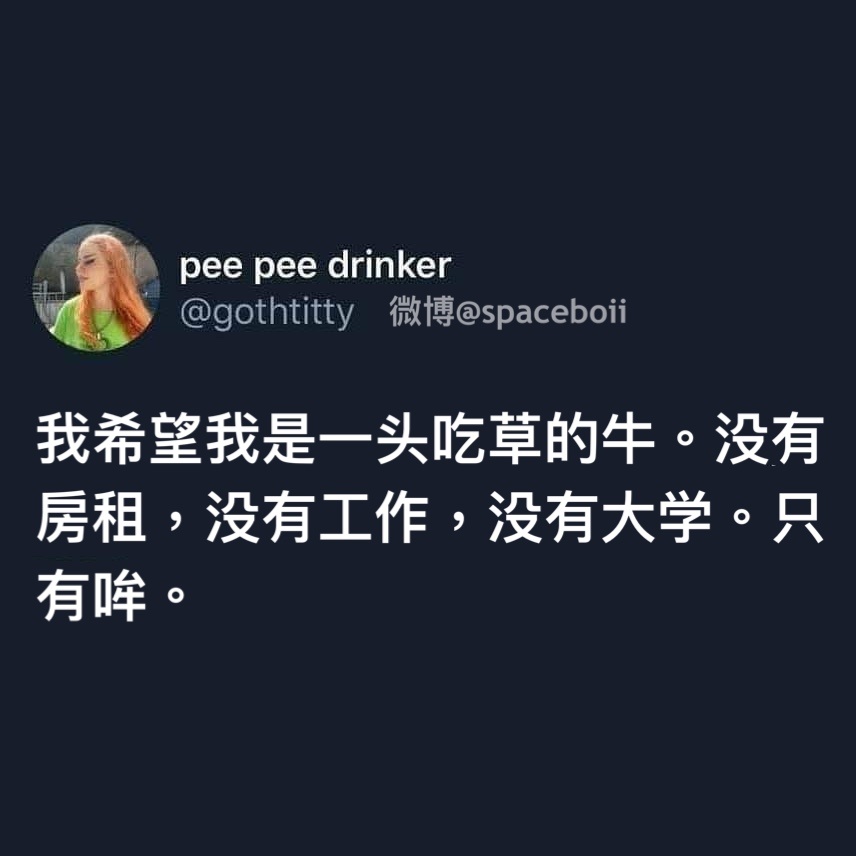 pee pee drinker
@gothtitty 微博@spaceboii
我希望我是一头吃草的牛。没有
房租，没有工作，没有大学。只
有哞。